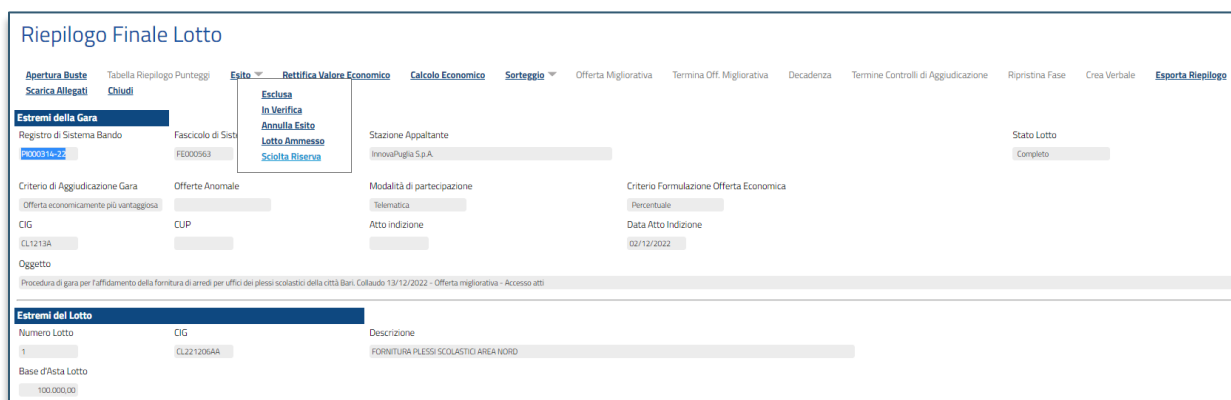 Riepilogo Finale Lotto
Apertura Buste Tabella Riepilogo Punteggi Esito Rettifica Valore Economico Calcolo Economico Sorteggio Offerta Migliorativa Termina Off. Migliorativa Decadenza Termine Controlli di Aggiudicazione Ripristina Fase Crea Verbale Esporta Riepilogo
Scarica Allegati Chiudi
Esclusa
In Verifica
Annulla Esito
Lotto Ammesso
Sciolta Riserva
Estremi della Gara
Registro di Sistema Bando Fascicolo di Sist Stazione Appaltante Stato Lotto
PI000314-22 FE000563 InnovaPuglia S.p.A. Completo
Criterio di Aggiudicazione Gara Offerte Anomale Modalità di partecipazione Criterio Formulazione Offerta Economica
Offerta economicamente più vantaggiosa Telematica Percentuale
CIG CUP Atto indizione Data Atto Indizione
CL1213A 02/12/2022
Oggetto
Procedura di gara per l'affidamento della fornitura di arredi per uffici dei plessi scolastici della città Bari. Collaudo 13/12/2022 - Offerta migliorativa - Accesso atti
Estremi del Lotto
Numero Lotto CIG Descrizione
1 CL221206AA FORNITURA PLESSI SCOLASTICI AREA NORD
Base d'Asta Lotto
100.000,00